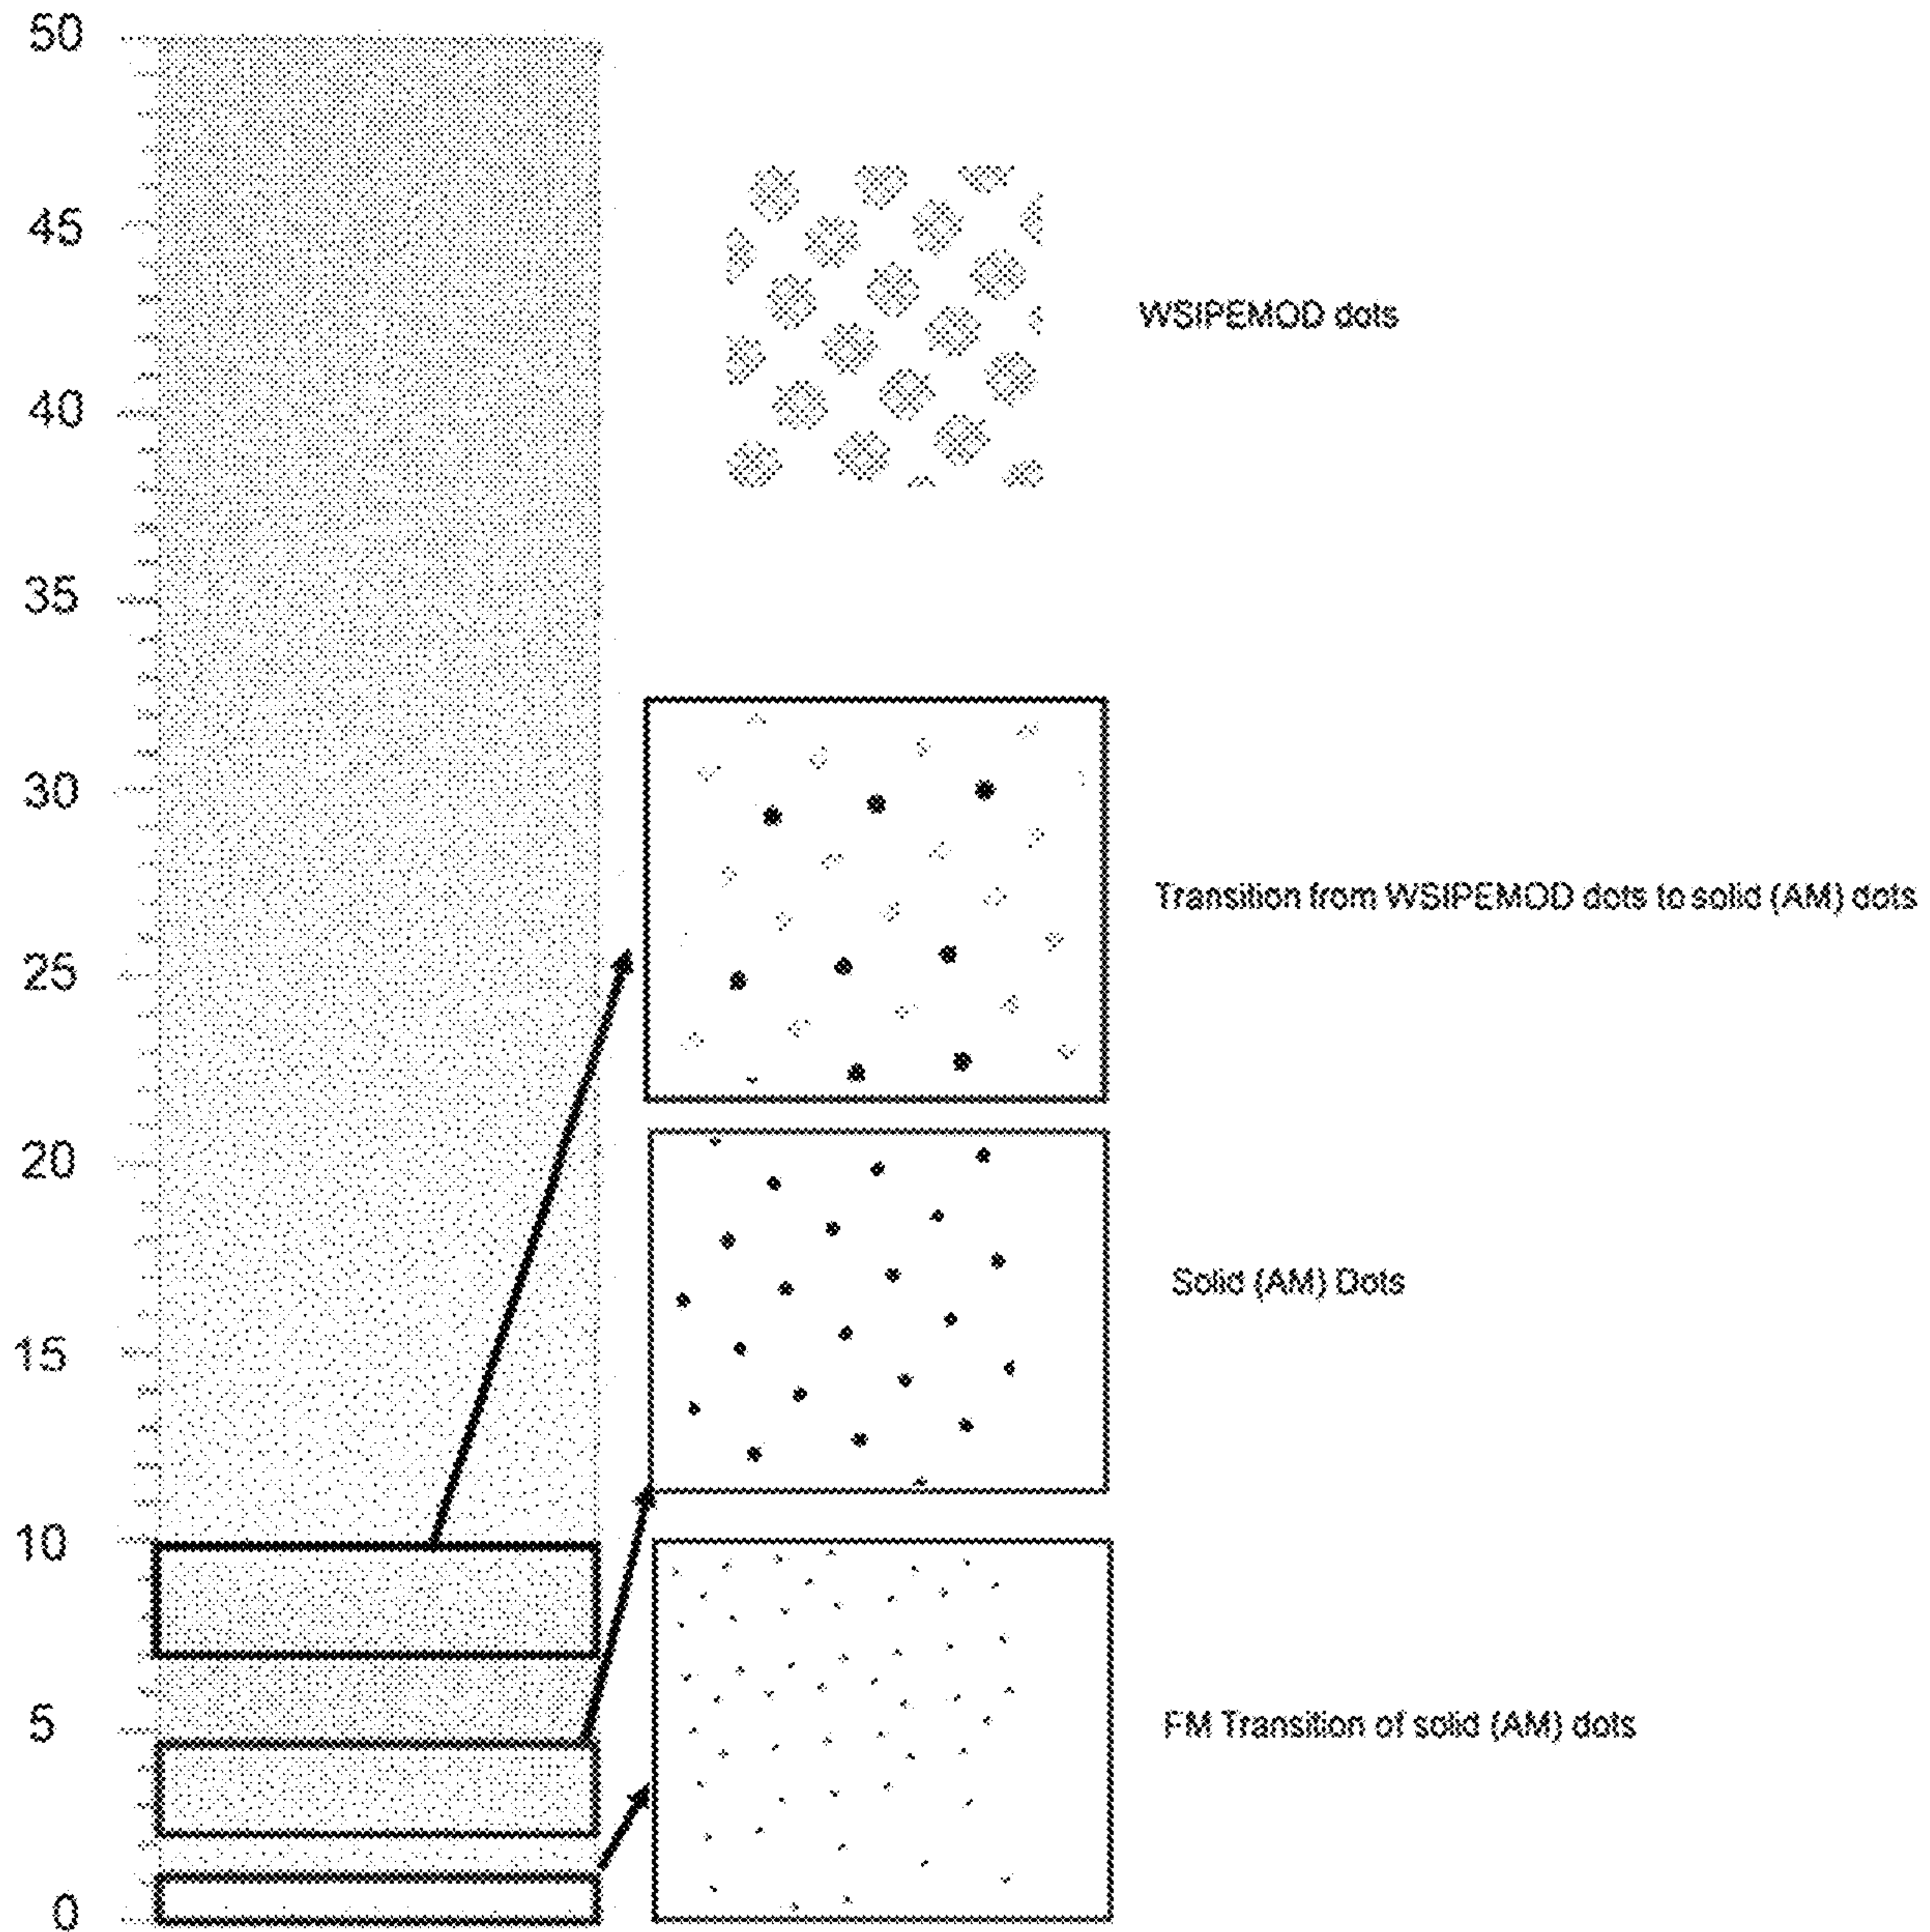 50
45
WSIPEMOD dots
40
35
30
Transition from WSIPEMOD dots to solid (AM) dots
25
20
Solid (AM) Dots
15
10
5
FM Transition of solid (AM) dots
0